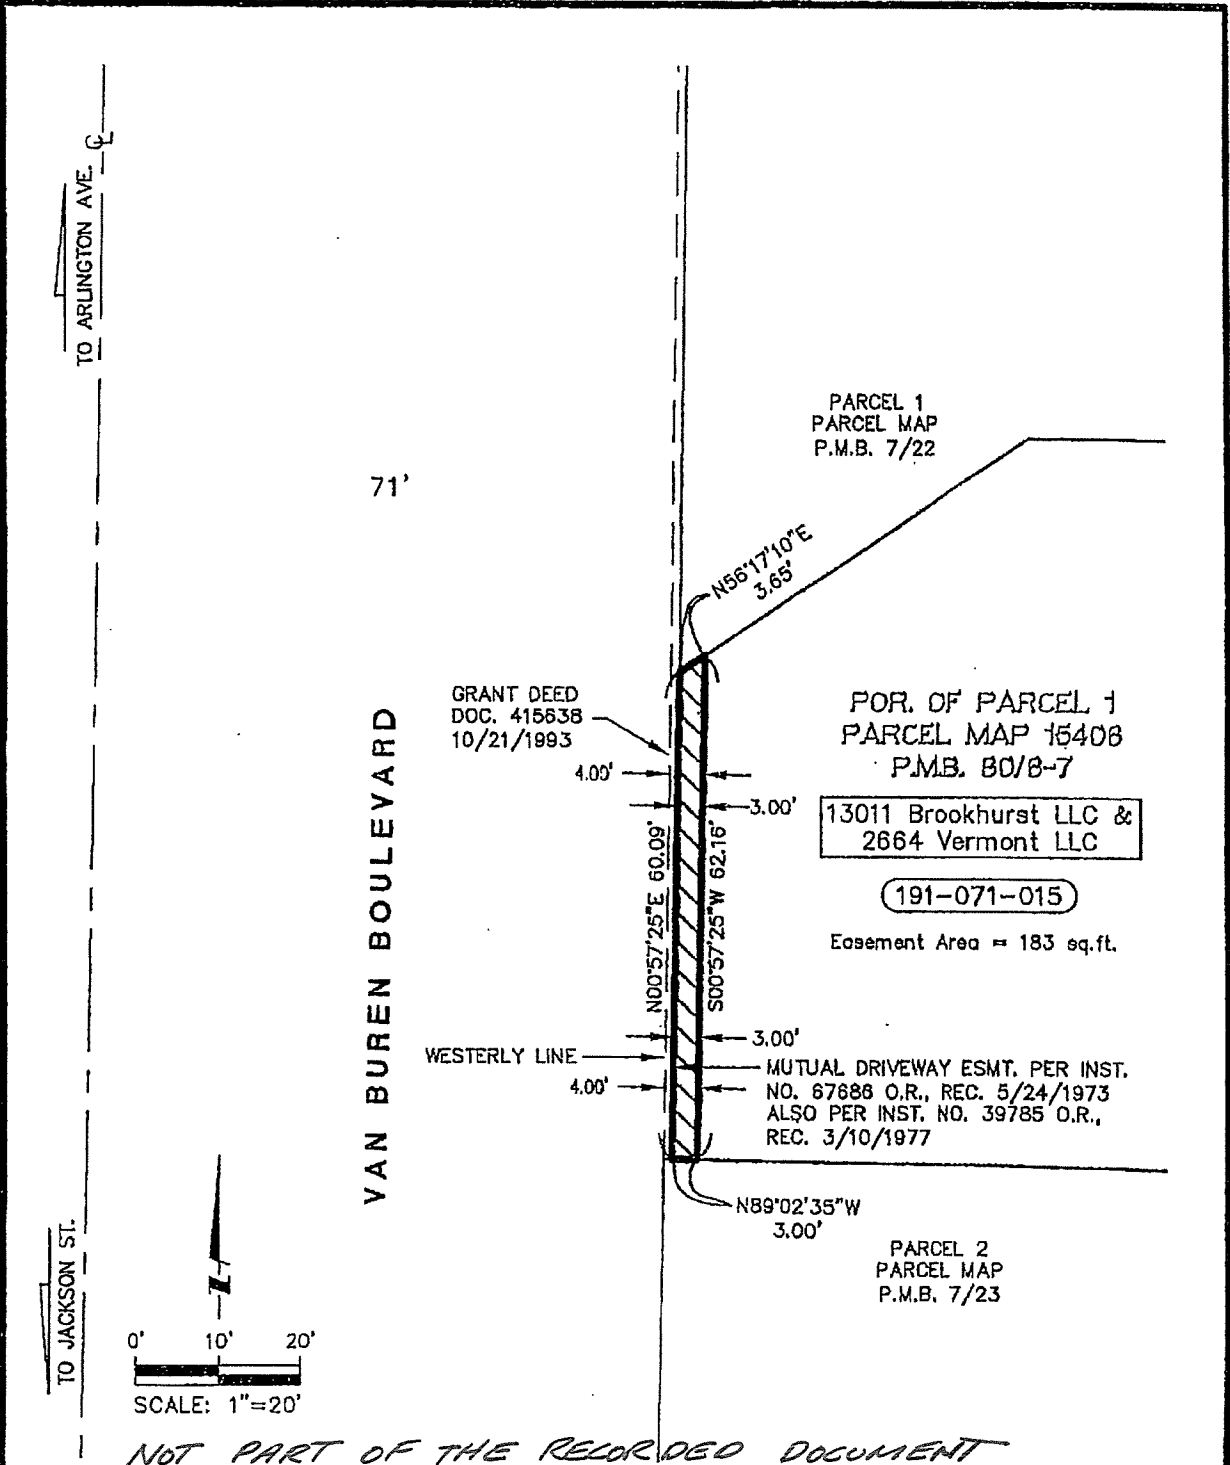 TO ARLINGTON AVE.
PARCEL 1
PARCEL MAP
P.M.B. 7/22
71'
N56°17'10"E
3.65'
GRANT DEED
DOC. 415638
10/21/1993
POR. OF PARCEL 1
PARCEL MAP 15408
P.M.B. 80/6-7
4.00'
3.00'
13011 Brookhurst LLC &
2664 Vermont LLC
191-071-015
Easement Area = 183 sq.ft.
N00°57'25"E 60.09'
S00°57'25"W 62.16'
VAN BUREN BOULEVARD
3.00'
WESTERLY LINE
4.00'
MUTUAL DRIVEWAY ESMT. PER INST.
NO. 67686 O.R., REC. 5/24/1973
ALSO PER INST. NO. 39785 O.R.,
REC. 3/10/1977
N89°02'35"W
3.00'
PARCEL 2
PARCEL MAP
P.M.B. 7/23
TO JACKSON ST.
N
0' 10' 20'
SCALE: 1"=20'
NOT PART OF THE RECORDED DOCUMENT